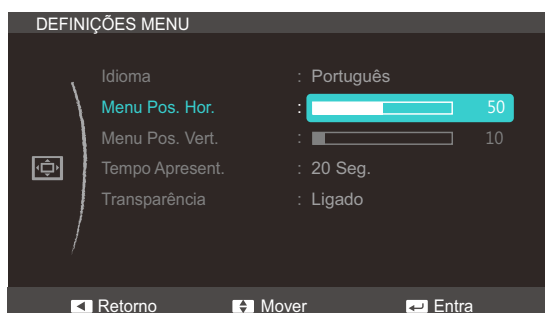 DEFINIÇÕES MENU
Idioma : Português
Menu Pos. Hor. : 50
Menu Pos. Vert. : 10
Tempo Apresent. : 20 Seg.
Transparência : Ligado
Retorno Mover Entra